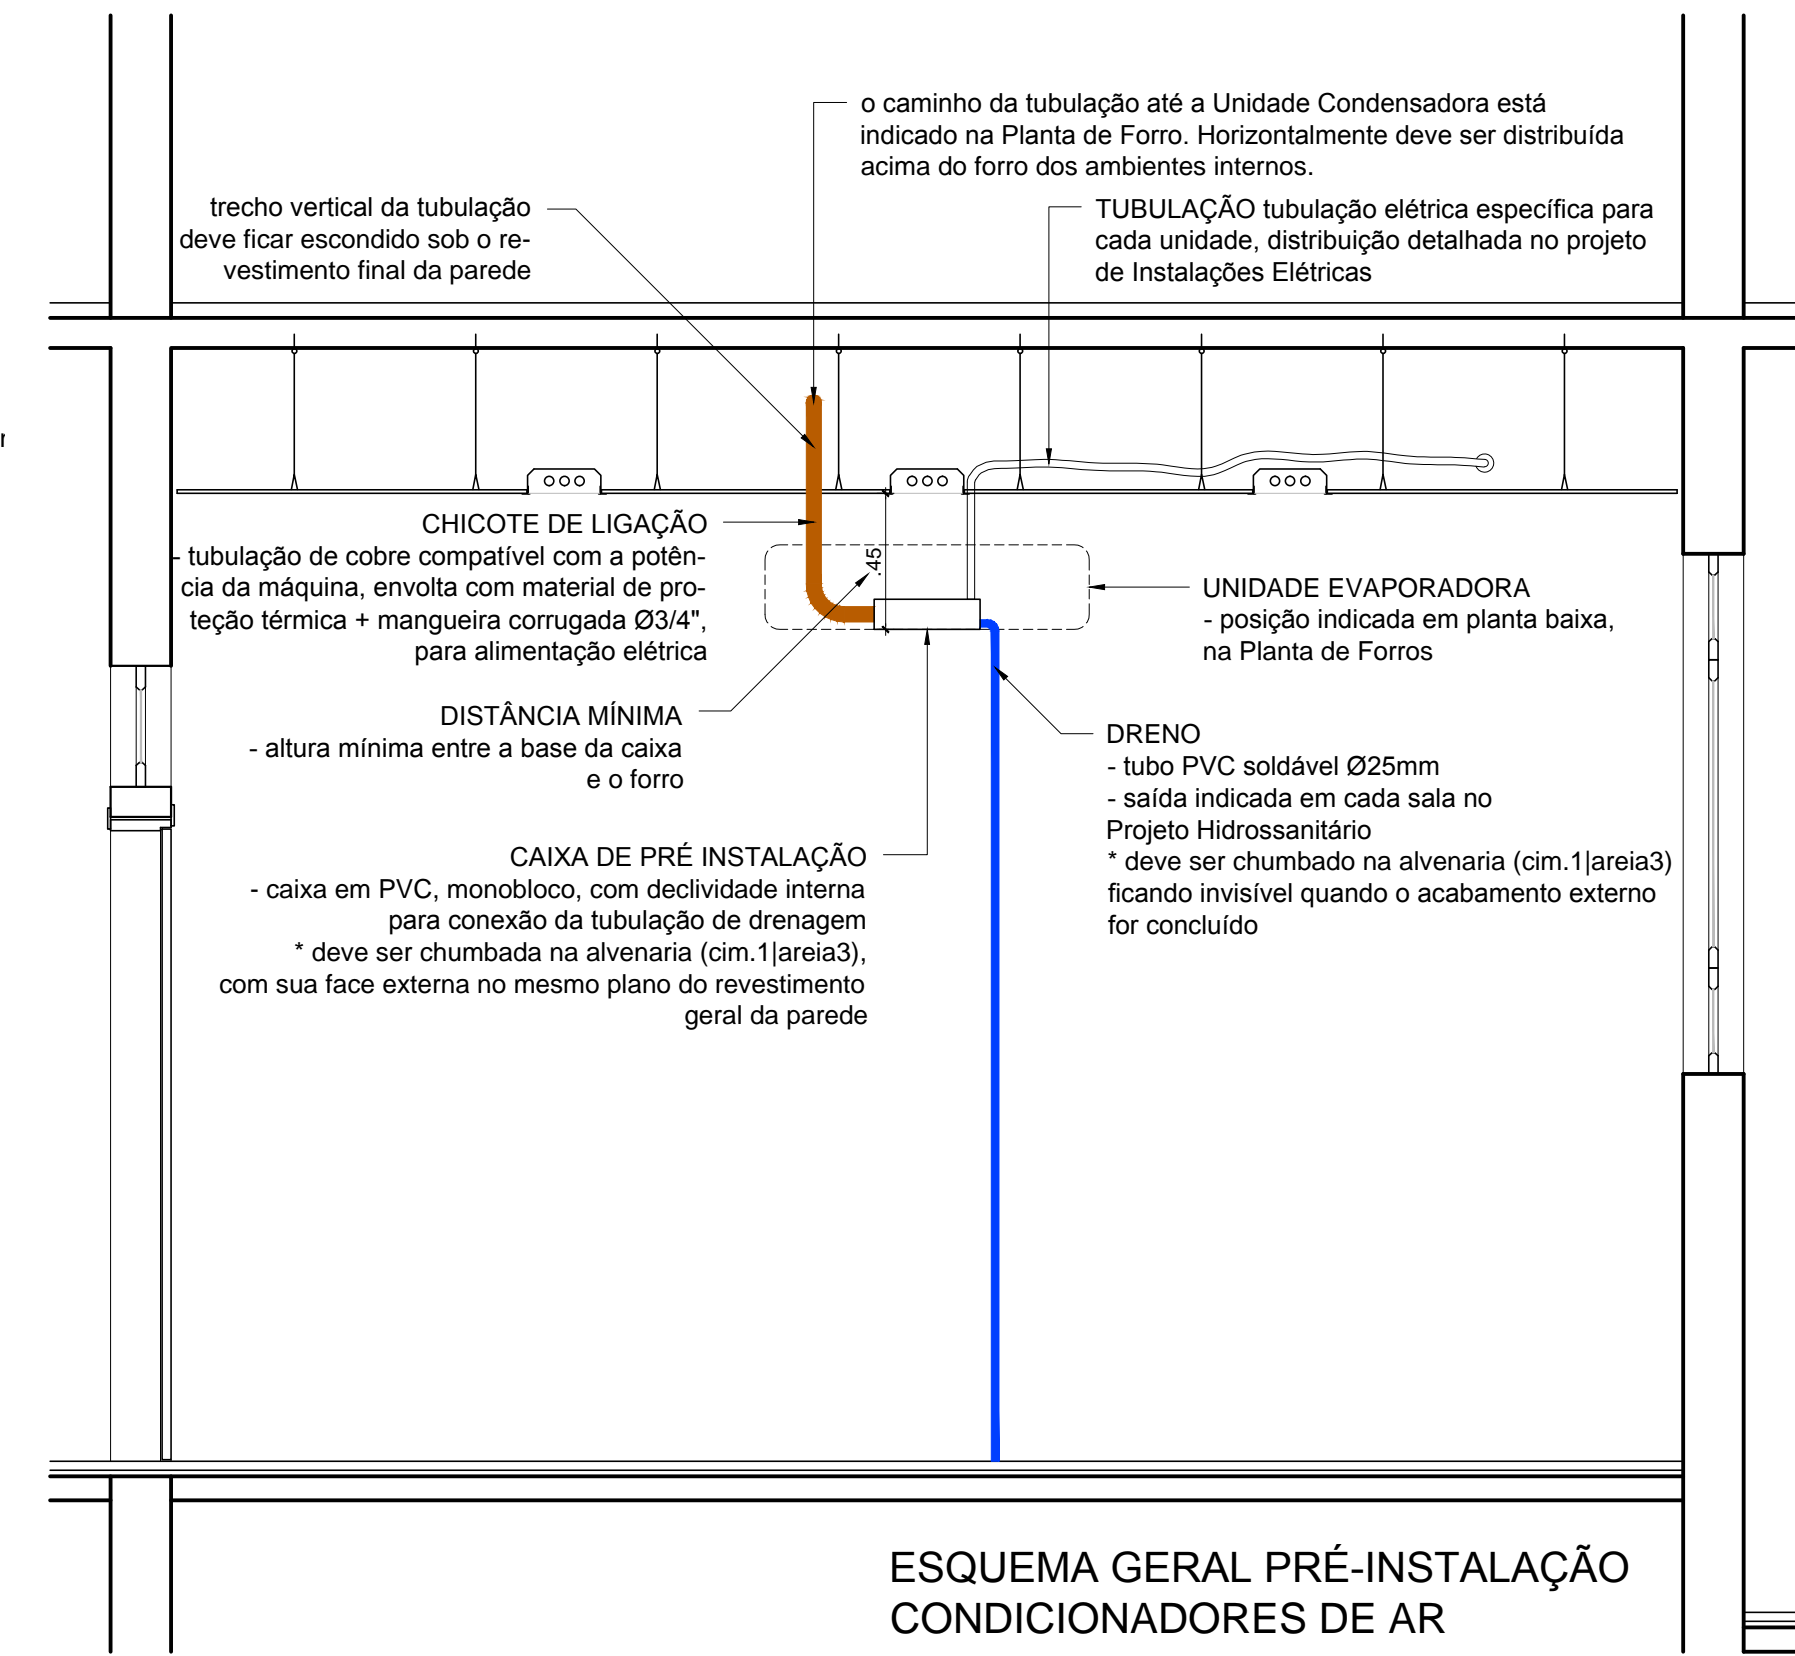 o caminho da tubulação até a Unidade Condensadora está
indicado na Planta de Forro. Horizontalmente deve ser distribuída
acima do forro dos ambientes internos.
trecho vertical da tubulação
deve ficar escondido sob o re-
vestimento final da parede
TUBULAÇÃO tubulação elétrica específica para
cada unidade, distribuição detalhada no projeto
de Instalações Elétricas
r
CHICOTE DE LIGAÇÃO
- tubulação de cobre compatível com a potên-
cia da máquina, envolta com material de pro-
teção térmica + mangueira corrugada Ø3/4",
para alimentação elétrica
.45
UNIDADE EVAPORADORA
- posição indicada em planta baixa,
na Planta de Forros
DISTÂNCIA MÍNIMA
- altura mínima entre a base da caixa
e o forro
DRENO
- tubo PVC soldável Ø25mm
- saída indicada em cada sala no
Projeto Hidrossanitário
* deve ser chumbado na alvenaria (cim.1|areia3)
ficando invisível quando o acabamento externo
for concluído
CAIXA DE PRÉ INSTALAÇÃO
- caixa em PVC, monobloco, com declividade interna
para conexão da tubulação de drenagem
* deve ser chumbada na alvenaria (cim.1|areia3),
com sua face externa no mesmo plano do revestimento
geral da parede
ESQUEMA GERAL PRÉ-INSTALAÇÃO
CONDICIONADORES DE AR